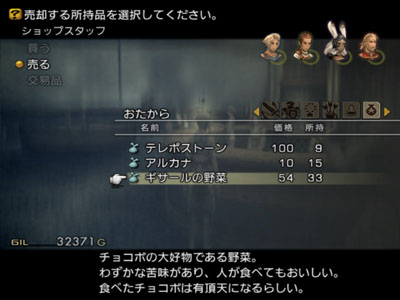 売却する所持品を選択してください。
ショップスタッフ
買う
売る
交易品
おたから
名前 価格 所持
テレポストーン 100 9
アルカナ 10 15
ギサールの野菜 54 33
GIL 32371G
チョコボの大好物である野菜。
わずかな苦味があり、人が食べてもおいしい。
食べたチョコボは有頂天になるらしい。